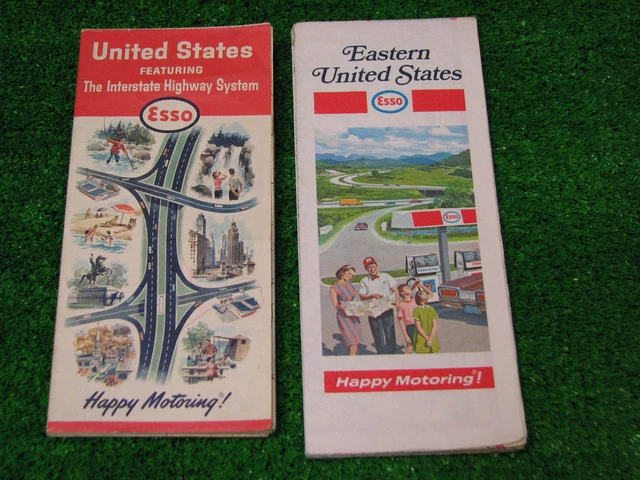 United States
FEATURING
The Interstate Highway System
Esso
Happy Motoring!
Eastern
United States
Esso
Esso
Happy Motoring®!